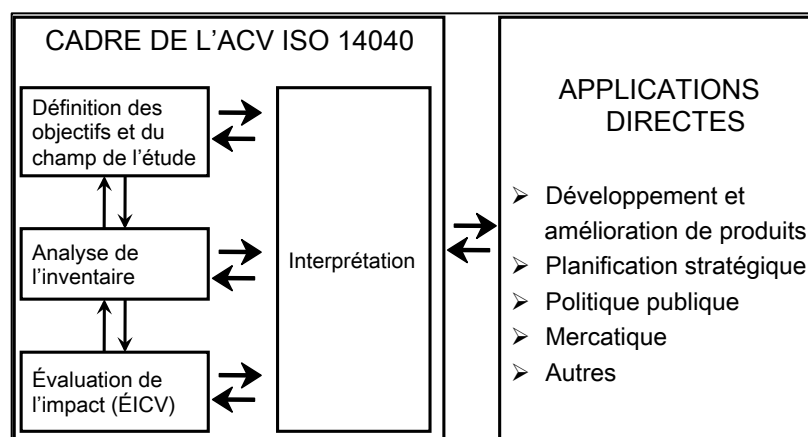 CADRE DE L’ACV ISO 14040
Définition des
objectifs et du
champ de l’étude
Analyse de
l’inventaire
Évaluation de
l’impact (ÉICV)
Interprétation
APPLICATIONS
DIRECTES
➢ Développement et
amélioration de produits
➢ Planification stratégique
➢ Politique publique
➢ Mercatique
➢ Autres